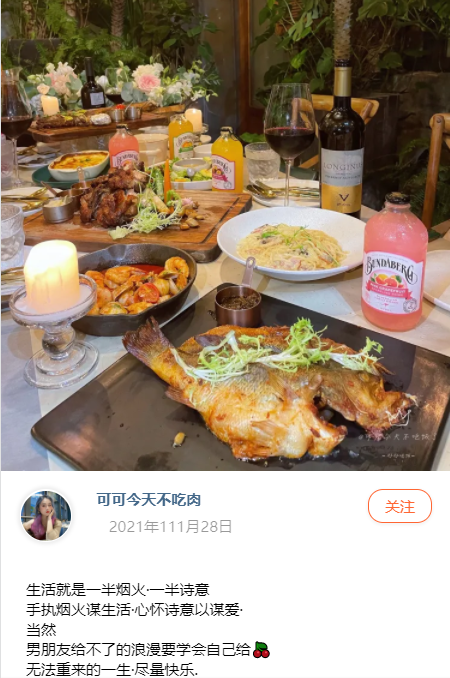 LONGINUS
BUNDABERG
可可今天不吃肉
关注
2021年111月28日
生活就是一半烟火·一半诗意
手执烟火谋生活·心怀诗意以谋爱·
当然
男朋友给不了的浪漫要学会自己给🍒
无法重来的一生·尽量快乐.